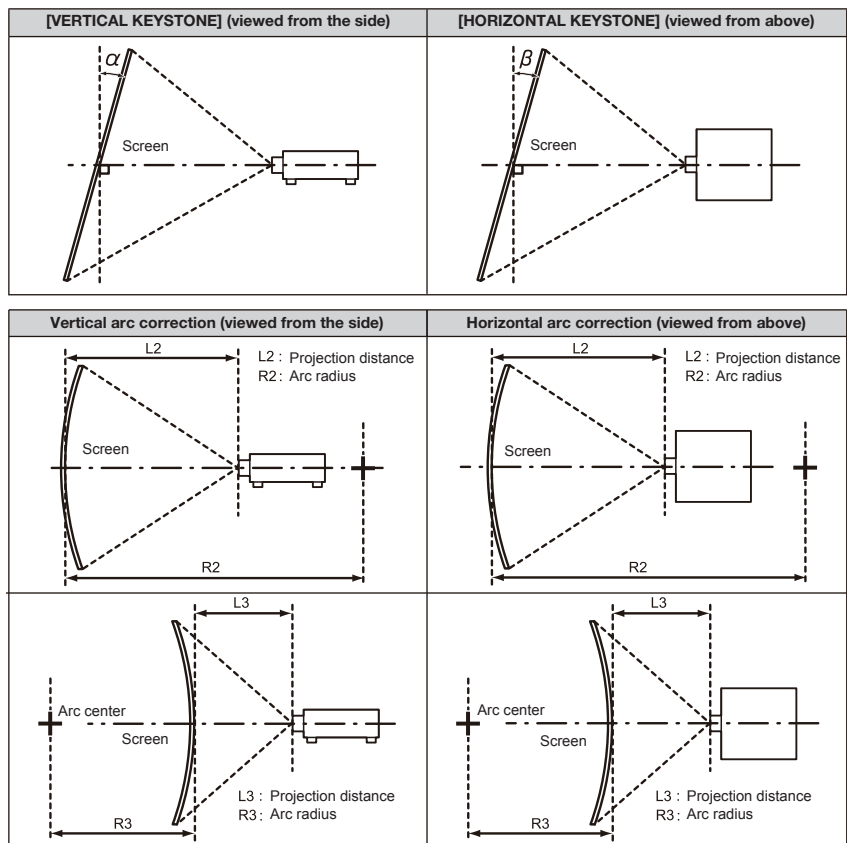 [VERTICAL KEYSTONE] (viewed from the side)
[HORIZONTAL KEYSTONE] (viewed from above)
α
Screen
β
Screen
Vertical arc correction (viewed from the side)
Horizontal arc correction (viewed from above)
L2
L2 : Projection distance
R2 : Arc radius
Screen
R2
L2
L2 : Projection distance
R2 : Arc radius
Screen
R2
L3
Arc center
Screen
L3 : Projection distance
R3 : Arc radius
R3
L3
Arc center
Screen
L3 : Projection distance
R3 : Arc radius
R3